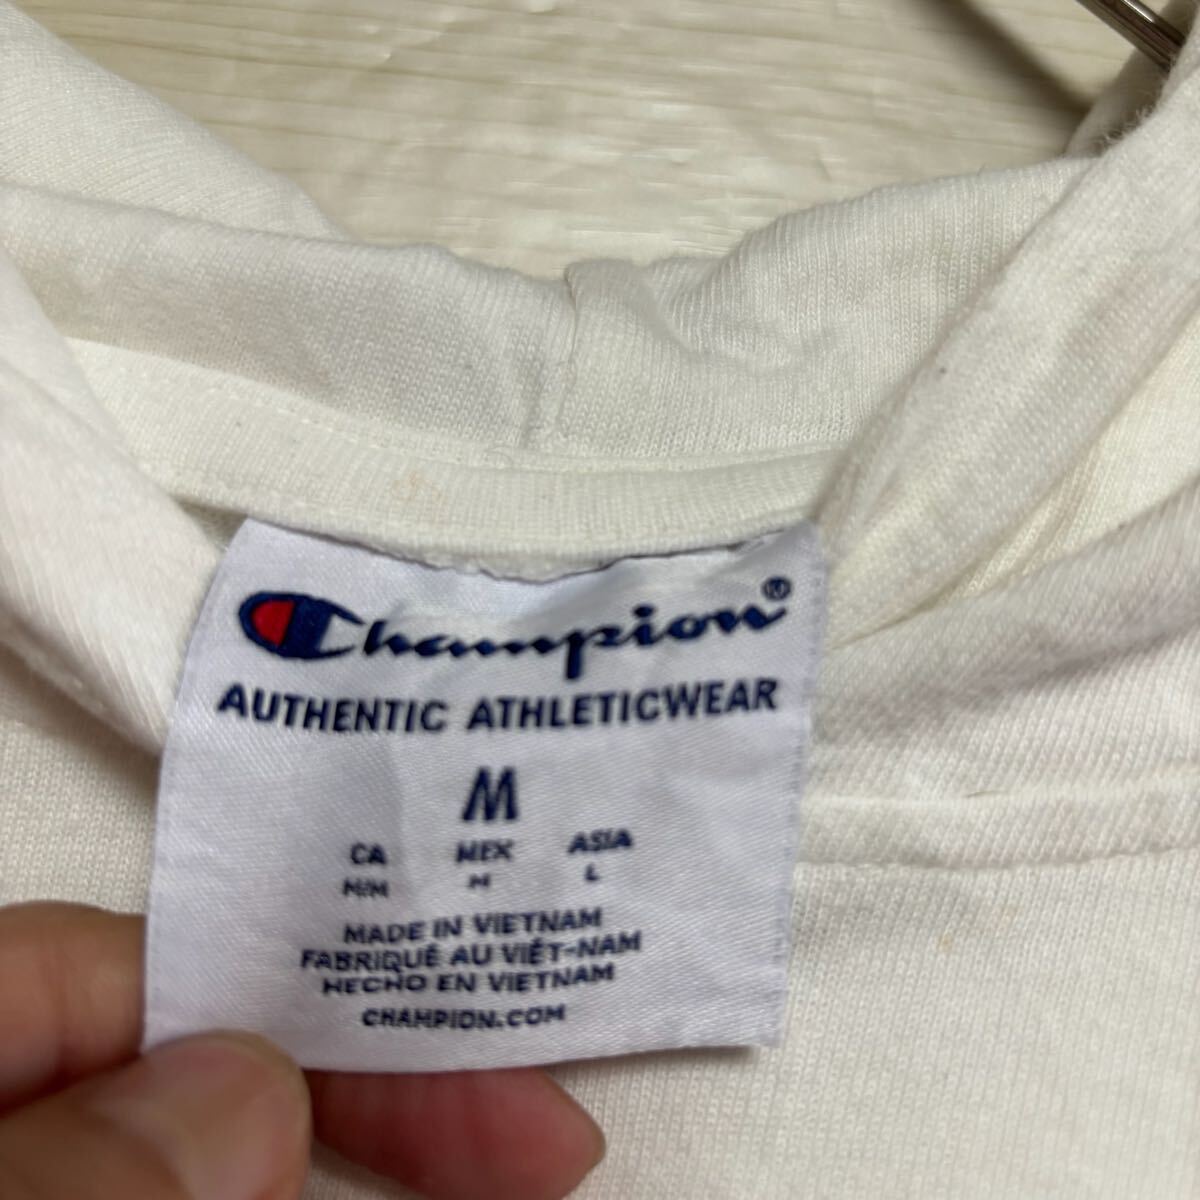 Champion®
AUTHENTIC ATHLETICWEAR
M
CA MEX ASIA
M/M M L
MADE IN VIETNAM
FABRIQUÉ AU VIÊT-NAM
HECHO EN VIETNAM
CHAMPION.COM